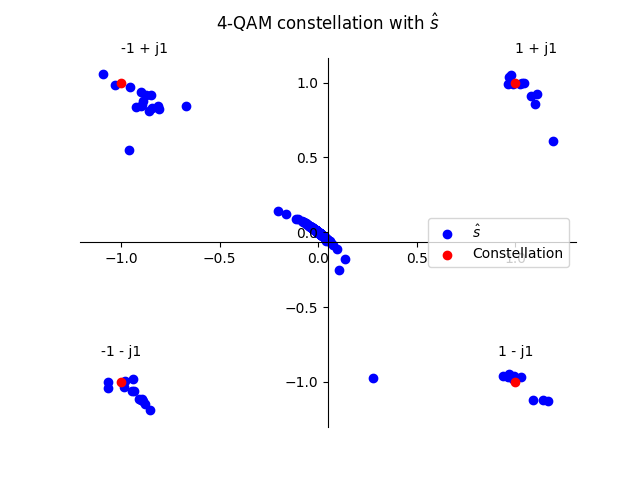 4-QAM constellation with ŝ
-1 + j1
1 + j1
1.0
0.5
0.0
−0.5
−1.0
−1.0
−0.5
0.0
0.5
1.0
ŝ
Constellation
-1 - j1
1 - j1